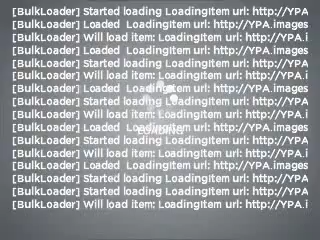 [BulkLoader] Started loading LoadingItem url: http://YPA
[BulkLoader] Loaded LoadingItem url: http://YPA.images
[BulkLoader] Will load item: LoadingItem url: http://YPA.i
[BulkLoader] Loaded LoadingItem url: http://YPA.images
[BulkLoader] Started loading LoadingItem url: http://YPA
[BulkLoader] Will load item: LoadingItem url: http://YPA.i
[BulkLoader] Loaded LoadingItem url: http://YPA.images
[BulkLoader] Started loading LoadingItem url: http://YPA
[BulkLoader] Will load item: LoadingItem url: http://YPA.i
[BulkLoader] Loaded LoadingItem url: http://YPA.images
LOADING
[BulkLoader] Started loading LoadingItem url: http://YPA
[BulkLoader] Will load item: LoadingItem url: http://YPA.i
[BulkLoader] Loaded LoadingItem url: http://YPA.images
[BulkLoader] Started loading LoadingItem url: http://YPA
[BulkLoader] Started loading LoadingItem url: http://YPA
[BulkLoader] Will load item: LoadingItem url: http://YPA.i